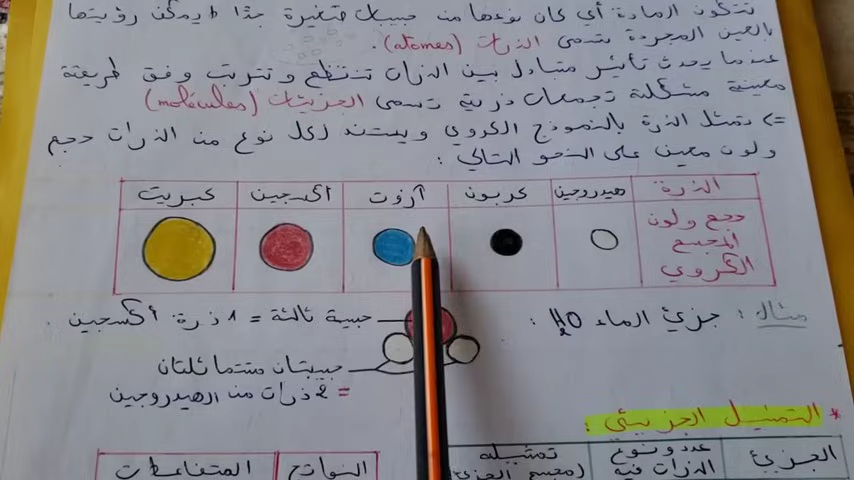 تتكون المادة أي كان نوعها من حبيبات صغيرة جدًا لا يمكن رؤيتها
بالعين المجردة تسمى الذرات (atomes).
عندما يحدث تأثير متبادل بين الذرات تنتظم و تترتب وفق طريقة
معينة مشكلة تجمعات ذرية تسمى الجزيئات (molécules)
=> تمثل الذرة بالنموذج الكروي ويستند لكل نوع من الذرات حجم
ولون معين على النحو التالي :
الذرة هيدروجين كربون آزوت أكسجين كبريت
حجم ولون
المجسم
الكروي
مثال : جزيء الماء H2O :
حبيبة ثالثة = 1 ذرة أكسجين .
حبيبتان متماثلتان
= 2 ذرات من الهيدروجين
* التمثيل الجزيئي :
الجزيء عدد و نوع تمثيله النواتج المتفاعلات
الذرات فيه (مجسم الجزيء)